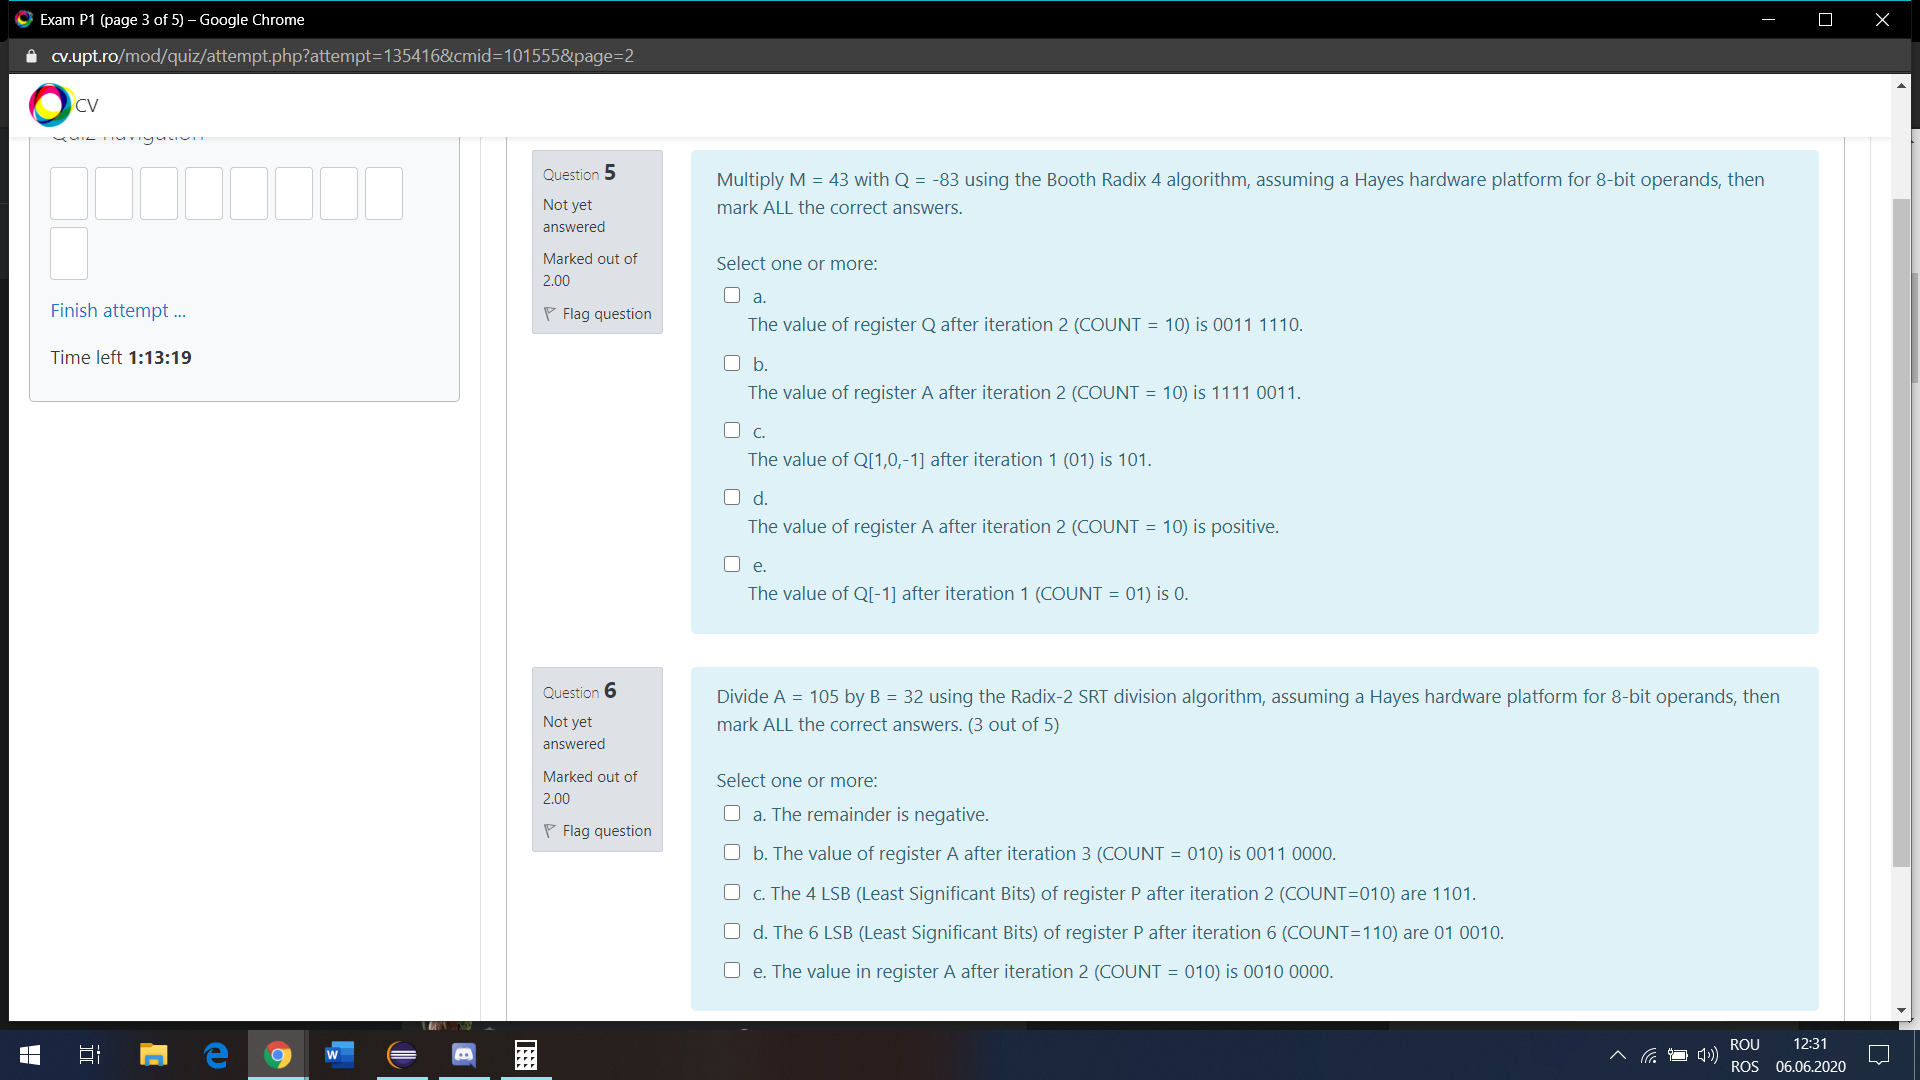 Exam P1 (page 3 of 5) – Google Chrome
cv.upt.ro/mod/quiz/attempt.php?attempt=135416&cmid=101555&page=2
CV
Quiz navigation
Finish attempt ...
Time left 1:13:19
Question 5
Not yet
answered
Marked out of
2.00
Flag question
Multiply M = 43 with Q = -83 using the Booth Radix 4 algorithm, assuming a Hayes hardware platform for 8-bit operands, then
mark ALL the correct answers.
Select one or more:
a.
The value of register Q after iteration 2 (COUNT = 10) is 0011 1110.
b.
The value of register A after iteration 2 (COUNT = 10) is 1111 0011.
c.
The value of Q[1,0,-1] after iteration 1 (01) is 101.
d.
The value of register A after iteration 2 (COUNT = 10) is positive.
e.
The value of Q[-1] after iteration 1 (COUNT = 01) is 0.
Question 6
Not yet
answered
Marked out of
2.00
Flag question
Divide A = 105 by B = 32 using the Radix-2 SRT division algorithm, assuming a Hayes hardware platform for 8-bit operands, then
mark ALL the correct answers. (3 out of 5)
Select one or more:
a. The remainder is negative.
b. The value of register A after iteration 3 (COUNT = 010) is 0011 0000.
c. The 4 LSB (Least Significant Bits) of register P after iteration 2 (COUNT=010) are 1101.
d. The 6 LSB (Least Significant Bits) of register P after iteration 6 (COUNT=110) are 01 0010.
e. The value in register A after iteration 2 (COUNT = 010) is 0010 0000.
W
ROU
ROS
12:31
06.06.2020